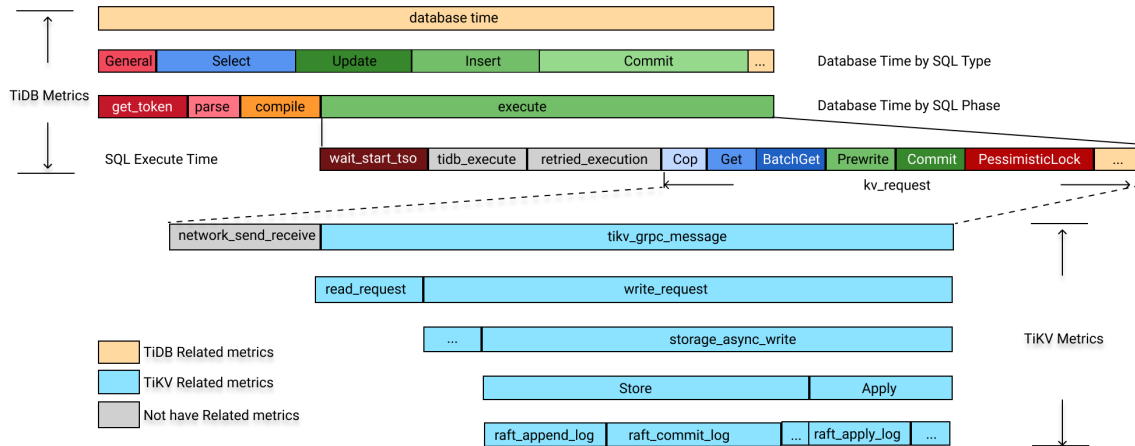 database time
General Select Update Insert Commit ... Database Time by SQL Type
TiDB Metrics
get_token parse compile execute Database Time by SQL Phase
SQL Execute Time wait_start_tso tidb_execute retried_execution Cop Get BatchGet Prewrite Commit PessimisticLock ...
kv_request
network_send_receive tikv_grpc_message
read_request write_request
... storage_async_write
TiKV Metrics
TiDB Related metrics
TiKV Related metrics
Store Apply
Not have Related metrics
raft_append_log raft_commit_log ... raft_apply_log ...